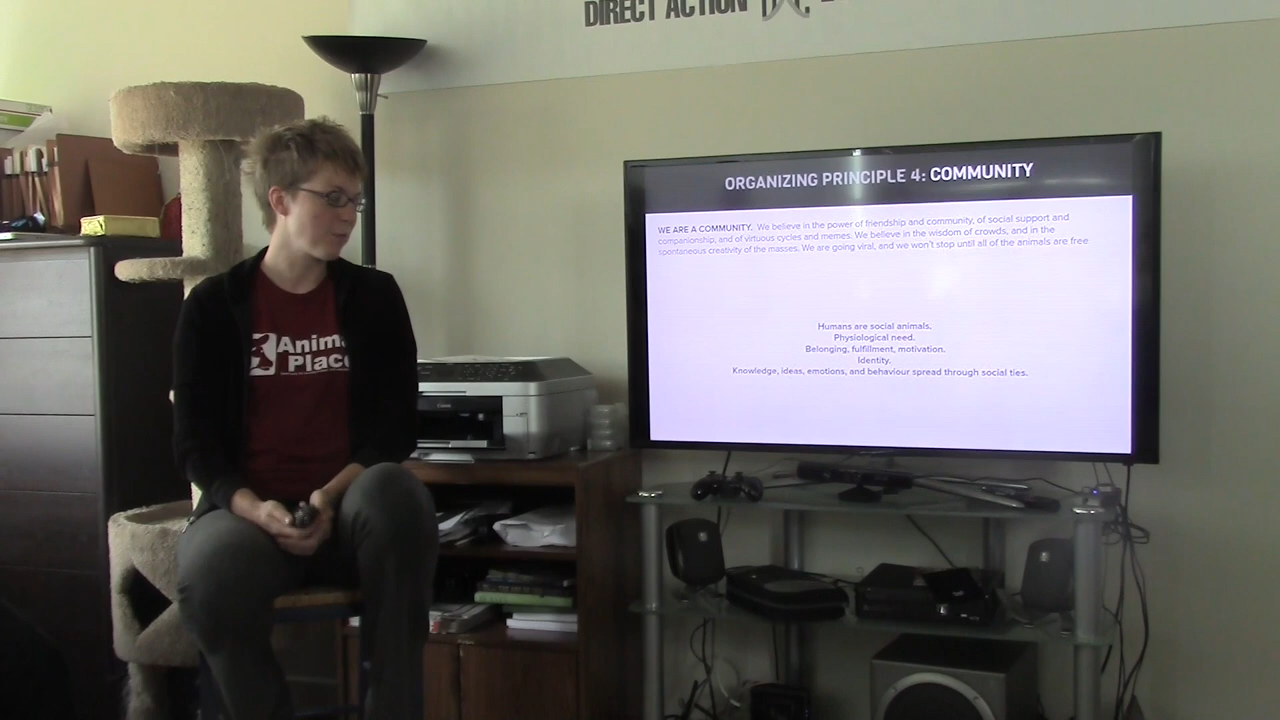 DIRECT ACTION
ORGANIZING PRINCIPLE 4: COMMUNITY
WE ARE A COMMUNITY. We believe in the power of friendship and community, of social support and
companionship, and of virtuous cycles and memes. We believe in the wisdom of crowds, and in the
spontaneous creativity of the masses. We are going viral, and we won't stop until all of the animals are free
Humans are social animals.
Physiological need.
Belonging, fulfillment, motivation.
Identity.
Knowledge, ideas, emotions, and behaviour spread through social ties.
Anim
Plac
Canon